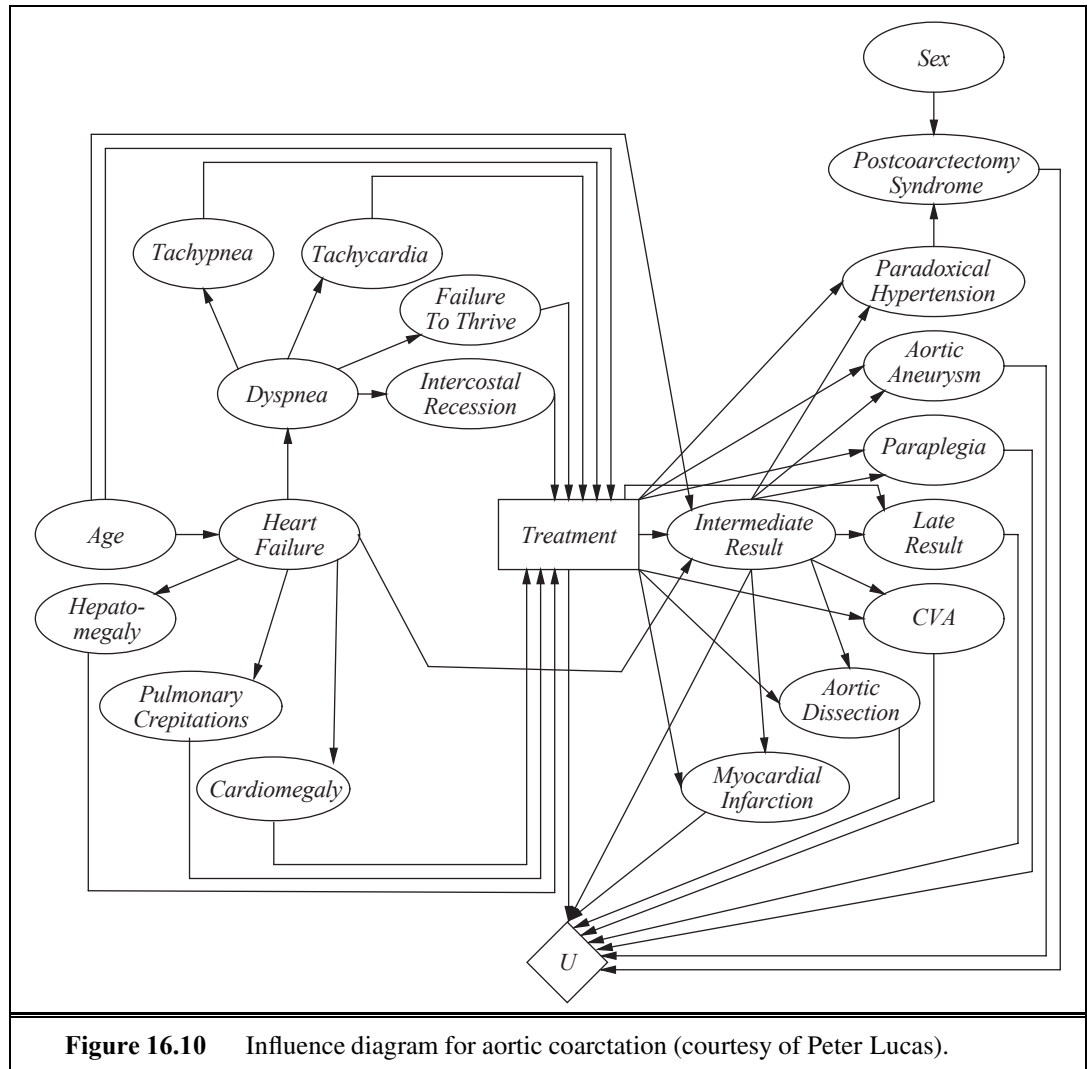 Sex
Postcoarctectomy
Syndrome
Tachypnea
Tachycardia
Paradoxical
Hypertension
Failure
To Thrive
Aortic
Aneurysm
Dyspnea
Intercostal
Recession
Paraplegia
Age
Heart
Failure
Treatment
Intermediate
Result
Late
Result
Hepato-
megaly
CVA
Pulmonary
Crepitations
Aortic
Dissection
Cardiomegaly
Myocardial
Infarction
U
Figure 16.10 Influence diagram for aortic coarctation (courtesy of Peter Lucas).